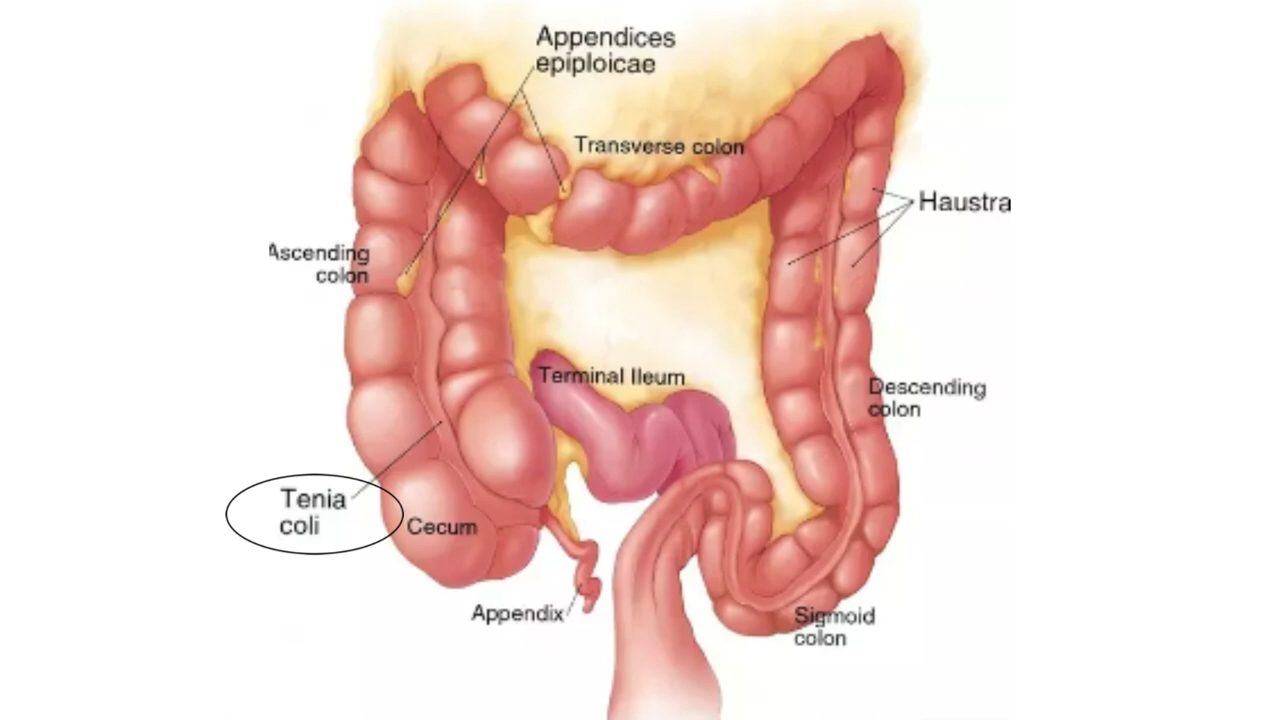 Appendices
epiploicae
Transverse colon
Haustra
Ascending
colon
Terminal Ileum
Descending
colon
Tenia
coli
Cecum
Appendix
Sigmoid
colon